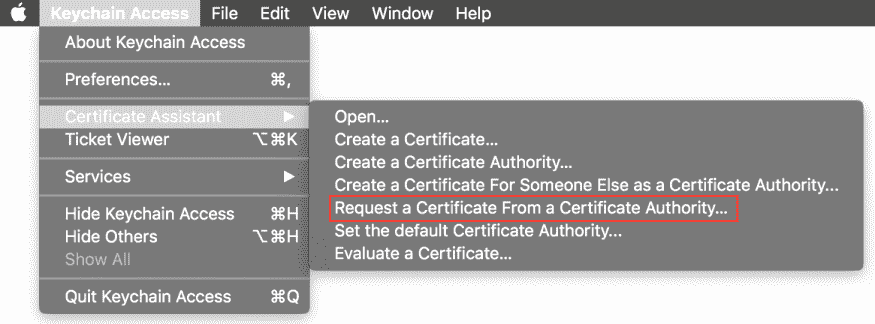 Keychain Access File Edit View Window Help
About Keychain Access
Preferences... ⌘,
Certificate Assistant ▶
Ticket Viewer ⌥⌘K
Services ▶
Hide Keychain Access ⌘H
Hide Others ⌥⌘H
Show All
Quit Keychain Access ⌘Q
Open...
Create a Certificate...
Create a Certificate Authority...
Create a Certificate For Someone Else as a Certificate Authority...
Request a Certificate From a Certificate Authority...
Set the default Certificate Authority...
Evaluate a Certificate...